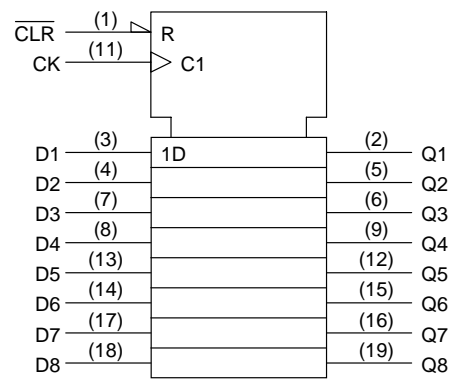 CLR (1) R
CK (11) C1
D1 (3) 1D (2) Q1
D2 (4) (5) Q2
D3 (7) (6) Q3
D4 (8) (9) Q4
D5 (13) (12) Q5
D6 (14) (15) Q6
D7 (17) (16) Q7
D8 (18) (19) Q8